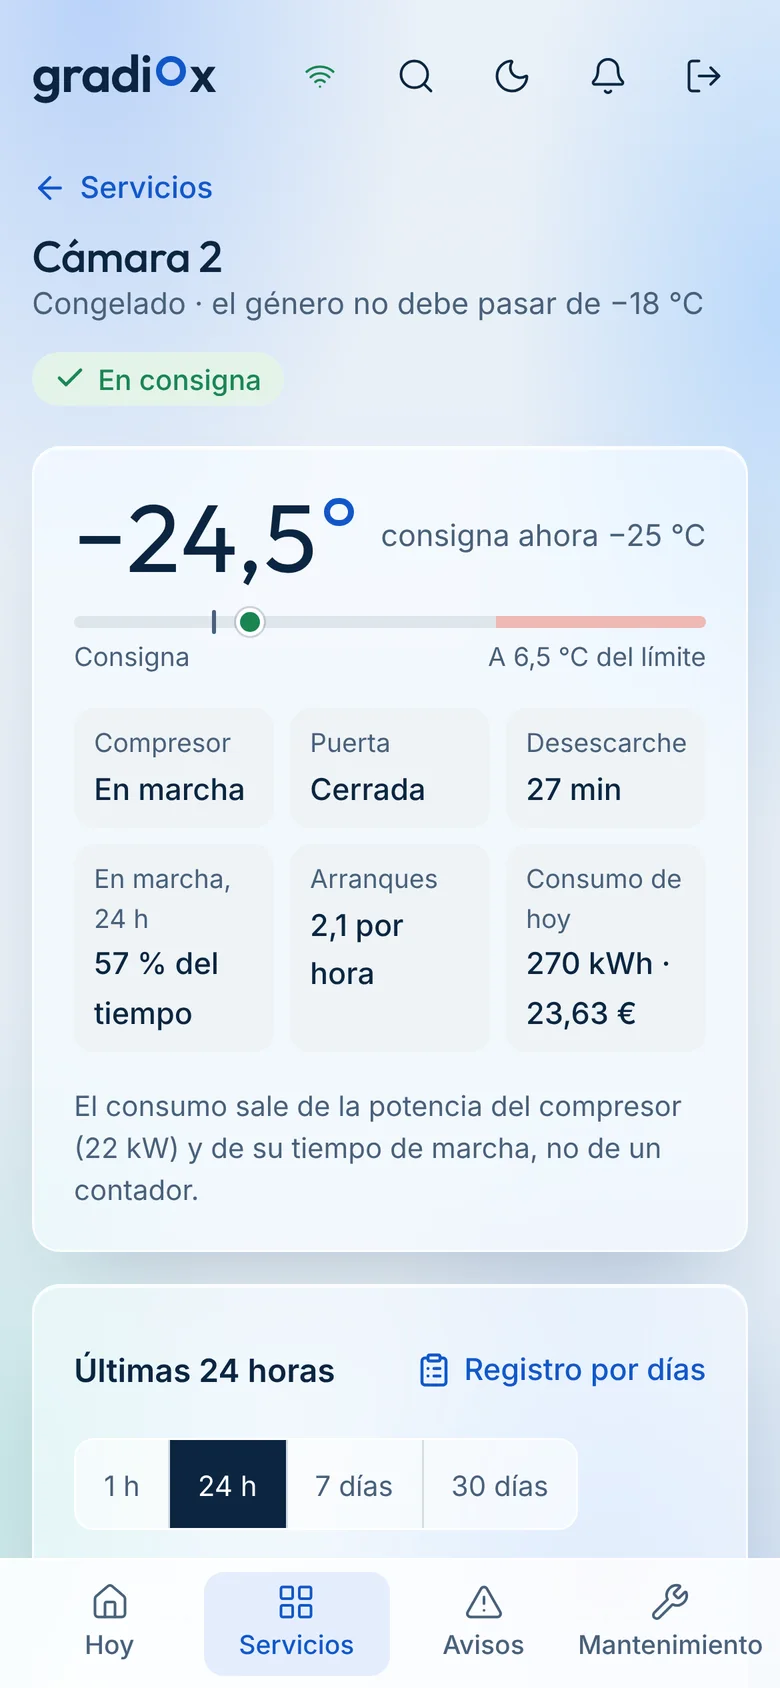 gradiox
Servicios
Cámara 2
Congelado · el género no debe pasar de −18 °C
En consigna
−24,5° consigna ahora −25 °C
Consigna A 6,5 °C del límite
Compresor Puerta Desescarche
En marcha Cerrada 27 min
En marcha, 24 h
57 % del tiempo
Arranques
2,1 por hora
Consumo de hoy
270 kWh · 23,63 €
El consumo sale de la potencia del compresor
(22 kW) y de su tiempo de marcha, no de un
contador.
Últimas 24 horas Registro por días
1 h 24 h 7 días 30 días
Hoy Servicios Avisos Mantenimiento